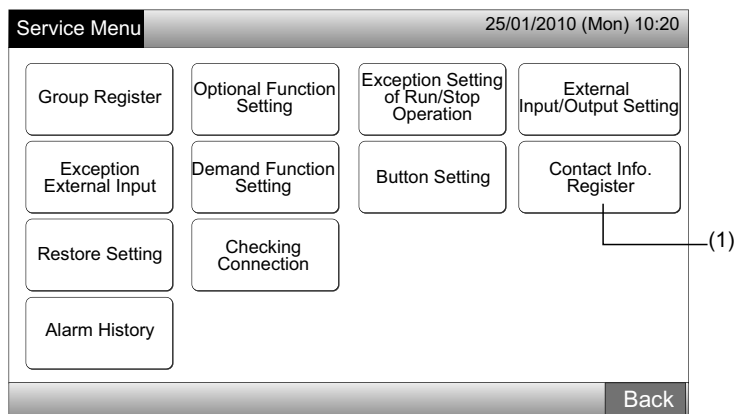 Service Menu
25/01/2010 (Mon) 10:20
Group Register
Optional Function
Setting
Exception Setting
of Run/Stop
Operation
External
Input/Output Setting
Exception
External Input
Demand Function
Setting
Button Setting
Contact Info.
Register
(1)
Restore Setting
Checking
Connection
Alarm History
Back